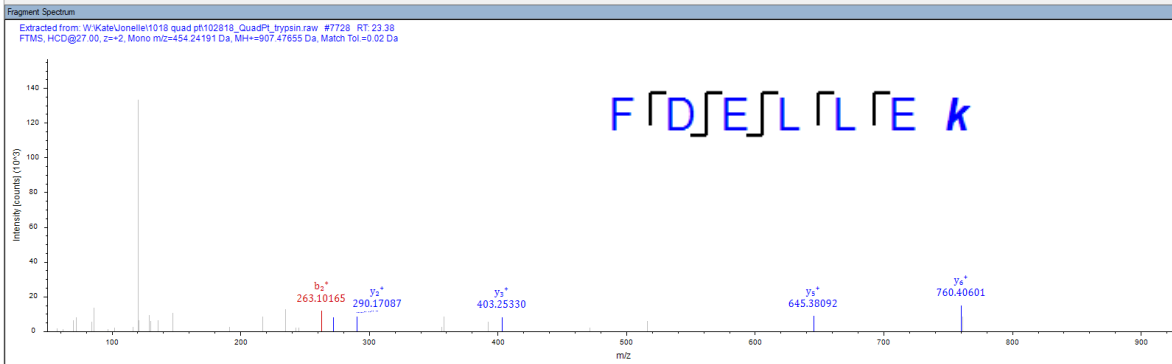 Fragment Spectrum
Extracted from: W:\Kate\Jonelle\1018 quad pt\102818_QuadPt_trypsin.raw #7728 RT: 23.38
FTMS, HCD@27.00, z=+2, Mono m/z=454.24191 Da, MH+=907.47655 Da, Match Tol.=0.02 Da
F D E L L E k
Intensity [counts] (10^3)
140
120
100
80
60
40
20
0
b₂⁺
263.10165
y₂⁺
290.17087
y₃⁺
403.25330
y₅⁺
645.38092
y₆⁺
760.40601
100 200 300 400 500 600 700 800 900
m/z